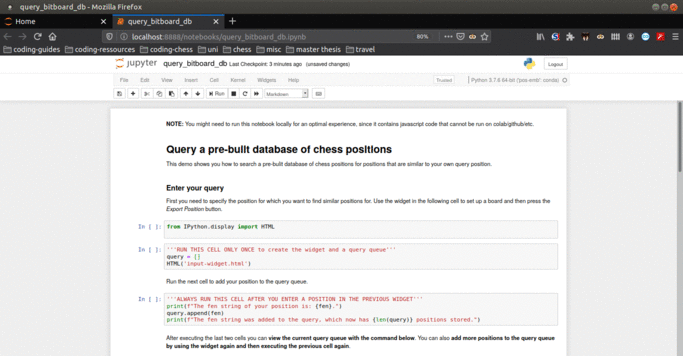 query_bitboard_db - Mozilla Firefox
Home
query_bitboard_db
localhost:8888/notebooks/query_bitboard_db.ipynb
80%
coding-guides coding-ressources coding-chess uni chess misc master thesis travel
jupyter query_bitboard_db Last Checkpoint: 3 minutes ago (unsaved changes)
Logout
File Edit View Insert Cell Kernel Widgets Help
Trusted
Python 3.7.6 64-bit ('pos-emb': conda)
Run
Markdown
NOTE: You might need to run this notebook locally for an optimal experience, since it contains javascript code that cannot be run on colab/github/etc.
Query a pre-built database of chess positions
This demo shows you how to search a pre-built database of chess positions for positions that are similar to your own query position.
Enter your query
First you need to specify the position for which you want to find similar positions for. Use the widget in the following cell to set up a board and then press the
Export Position button.
In [ ]: from IPython.display import HTML
In [ ]: '''RUN THIS CELL ONLY ONCE to create the widget and a query queue'''
query = []
HTML('input-widget.html')
Run the next cell to add your position to the query queue.
In [ ]: '''ALWAYS RUN THIS CELL AFTER YOU ENTER A POSITION IN THE PREVIOUS WIDGET'''
print(f"The fen string of your position is: {fen}.")
query.append(fen)
print(f"The fen string was added to the query, which now has {len(query)} positions stored.")
After executing the last two cells you can view the current query queue with the command below. You can also add more positions to the query queue
by using the widget again and then executing the previous cell again.